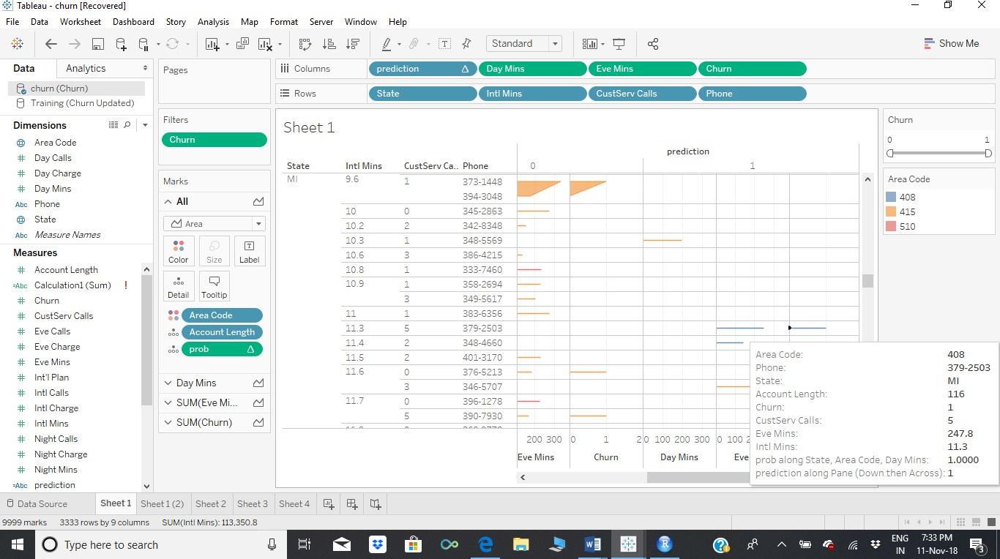 Tableau - churn [Recovered]
File Data Worksheet Dashboard Story Analysis Map Format Server Window Help
Standard
Show Me
Data Analytics
churn (Churn)
Training (Churn Updated)
Dimensions
Area Code
Day Calls
Day Charge
Day Mins
Abc Phone
State
Abc Measure Names
Measures
Account Length
=Abc Calculation1 (Sum) !
Churn
CustServ Calls
Eve Calls
Eve Charge
Eve Mins
Int'l Plan
Intl Calls
Intl Charge
Intl Mins
Night Calls
Night Charge
Night Mins
=Abc prediction
Pages
Filters
Churn
Marks
All
Area
Color Size Label
Detail Tooltip
Area Code
Account Length
prob Δ
Day Mins
SUM(Eve Mi...
SUM(Churn)
Columns prediction Δ Day Mins Eve Mins Churn
Rows State Intl Mins CustServ Calls Phone
Sheet 1
prediction
State Intl Mins CustServ Ca.. Phone 0 1
MI 9.6 1 373-1448
394-3048
10 0 345-2863
10.2 2 342-8348
10.3 1 348-5569
10.6 3 386-4215
10.8 1 333-7460
10.9 1 358-2694
3 349-5617
11 1 383-6356
11.3 5 379-2503
11.4 2 348-4660
11.5 2 401-3170
11.6 0 376-5213
3 346-5707
11.7 0 396-1278
5 390-7930
200 300 0 1 2 0 100 200 300 0 100 2
Eve Mins Churn Day Mins Eve
Area Code: 408
Phone: 379-2503
State: MI
Account Length: 116
Churn: 1
CustServ Calls: 5
Eve Mins: 247.8
Intl Mins: 11.3
prob along State, Area Code, Day Mins: 1.0000
prediction along Pane (Down then Across): 1
Churn
0 1
Area Code
408
415
510
Data Source Sheet 1 Sheet 1 (2) Sheet 2 Sheet 3 Sheet 4
9999 marks 3333 rows by 9 columns SUM(Intl Mins): 113,350.8
Type here to search
ENG
IN
7:33 PM
11-Nov-18
3